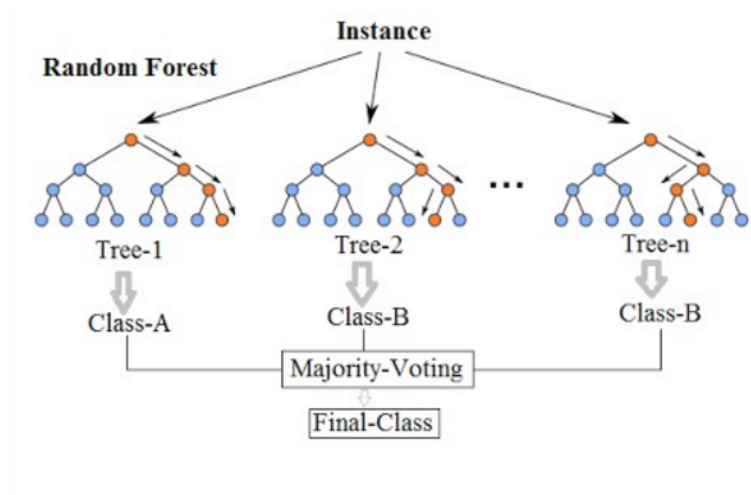 Instance
Random Forest
...
Tree-1
Tree-2
Tree-n
Class-A
Class-B
Class-B
Majority-Voting
Final-Class